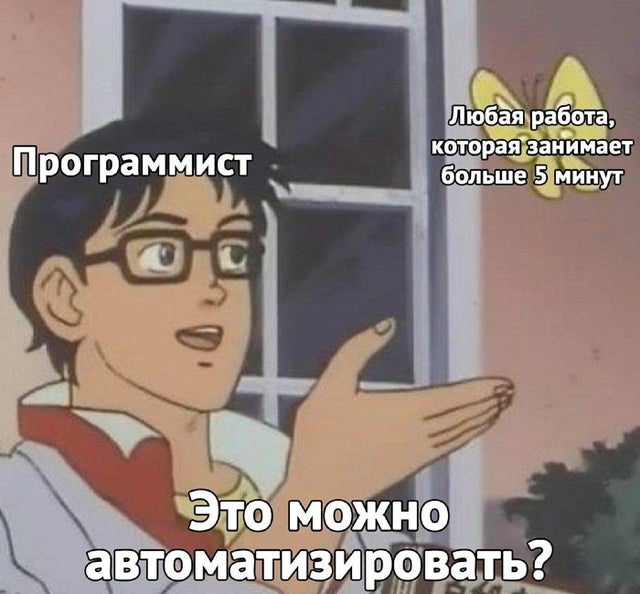 Программист
Любая работа,
которая занимает
больше 5 минут
Это можно
автоматизировать?